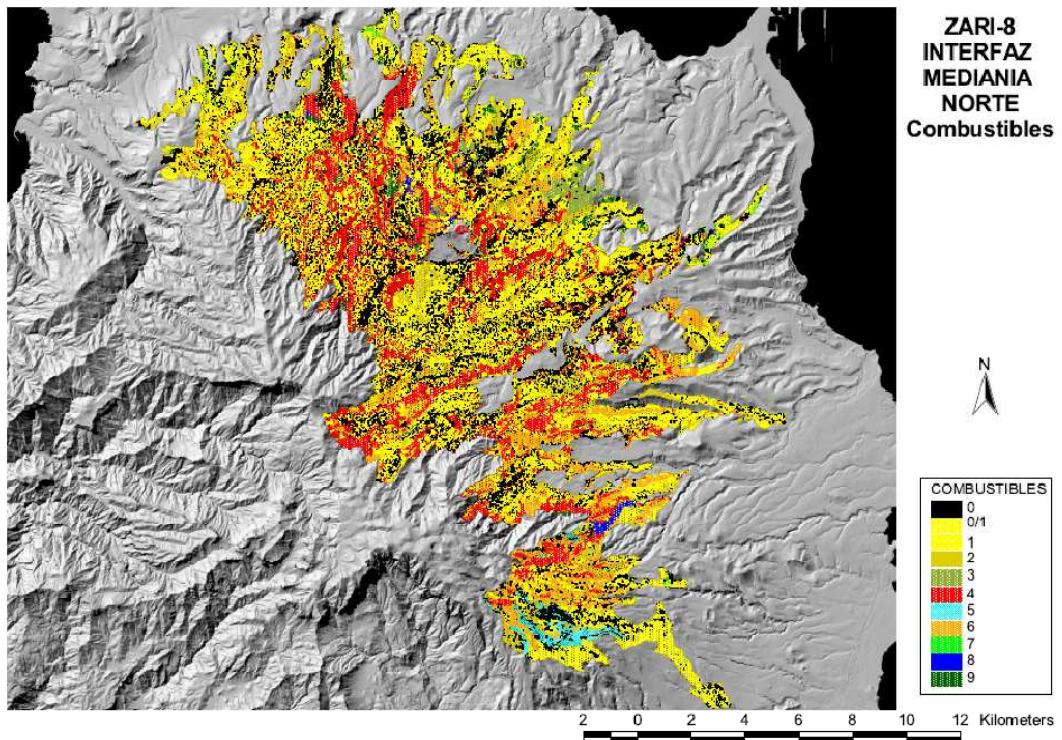 ZARI-8
INTERFAZ
MEDIANIA
NORTE
Combustibles
N
COMBUSTIBLES
0
0/1
1
2
3
4
5
6
7
8
9
2 0 2 4 6 8 10 12 Kilometers